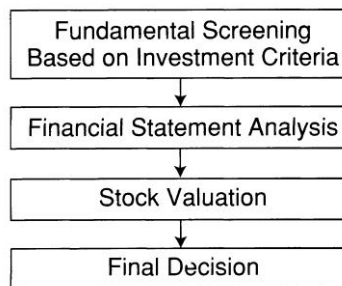 Fundamental Screening
Based on Investment Criteria
Financial Statement Analysis
Stock Valuation
Final Decision